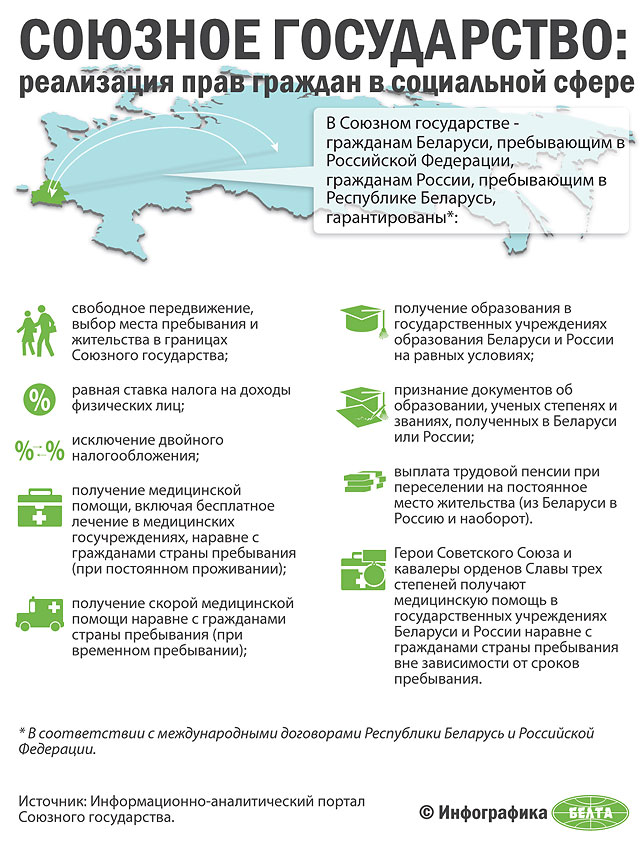 СОЮЗНОЕ ГОСУДАРСТВО:
реализация прав граждан в социальной сфере
В Союзном государстве -
гражданам Беларуси, пребывающим в
Российской Федерации,
гражданам России, пребывающим в
Республике Беларусь,
гарантированы*:
свободное передвижение,
выбор места пребывания и
жительства в границах
Союзного государства;
%
равная ставка налога на доходы
физических лиц;
% %
исключение двойного
налогообложения;
получение медицинской
помощи, включая бесплатное
лечение в медицинских
госучреждениях, наравне с
гражданами страны пребывания
(при постоянном проживании);
получение скорой медицинской
помощи наравне с гражданами
страны пребывания (при
временном пребывании);
получение образования в
государственных учреждениях
образования Беларуси и России
на равных условиях;
признание документов об
образовании, ученых степенях и
званиях, полученных в Беларуси
или России;
выплата трудовой пенсии при
переселении на постоянное
место жительства (из Беларуси в
Россию и наоборот).
Герои Советского Союза и
кавалеры орденов Славы трех
степеней получают
медицинскую помощь в
государственных учреждениях
Беларуси и России наравне с
гражданами страны пребывания
вне зависимости от сроков
пребывания.
* В соответствии с международными договорами Республики Беларусь и Российской
Федерации.
Источник: Информационно-аналитический портал
Союзного государства.
© Инфографика БЕЛТА